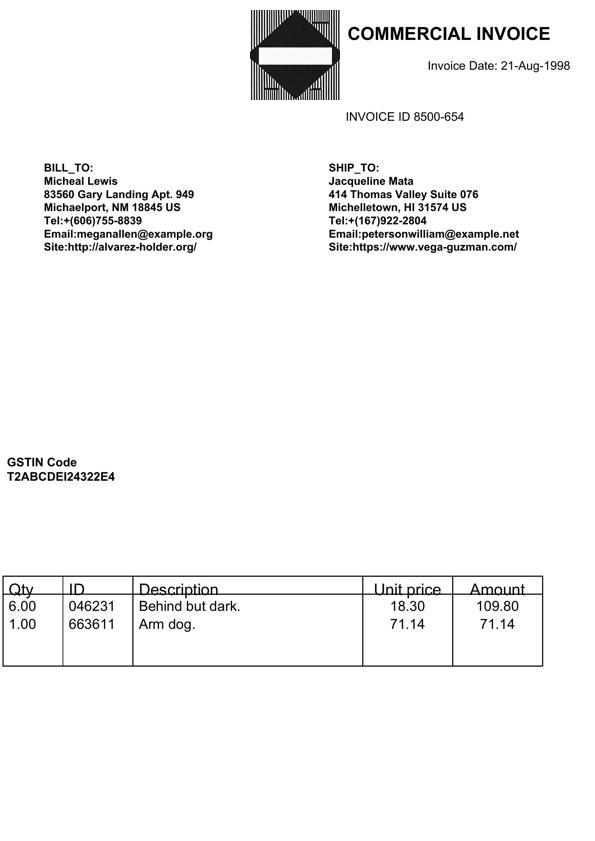 COMMERCIAL INVOICE
Invoice Date: 21-Aug-1998
INVOICE ID 8500-654
BILL_TO:
Micheal Lewis
83560 Gary Landing Apt. 949
Michaelport, NM 18845 US
Tel:+(606)755-8839
Email:meganallen@example.org
Site:http://alvarez-holder.org/
SHIP_TO:
Jacqueline Mata
414 Thomas Valley Suite 076
Michelletown, HI 31574 US
Tel:+(167)922-2804
Email:petersonwilliam@example.net
Site:https://www.vega-guzman.com/
GSTIN Code
T2ABCDEI24322E4
Qty ID Description Unit price Amount
6.00 046231 Behind but dark. 18.30 109.80
1.00 663611 Arm dog. 71.14 71.14